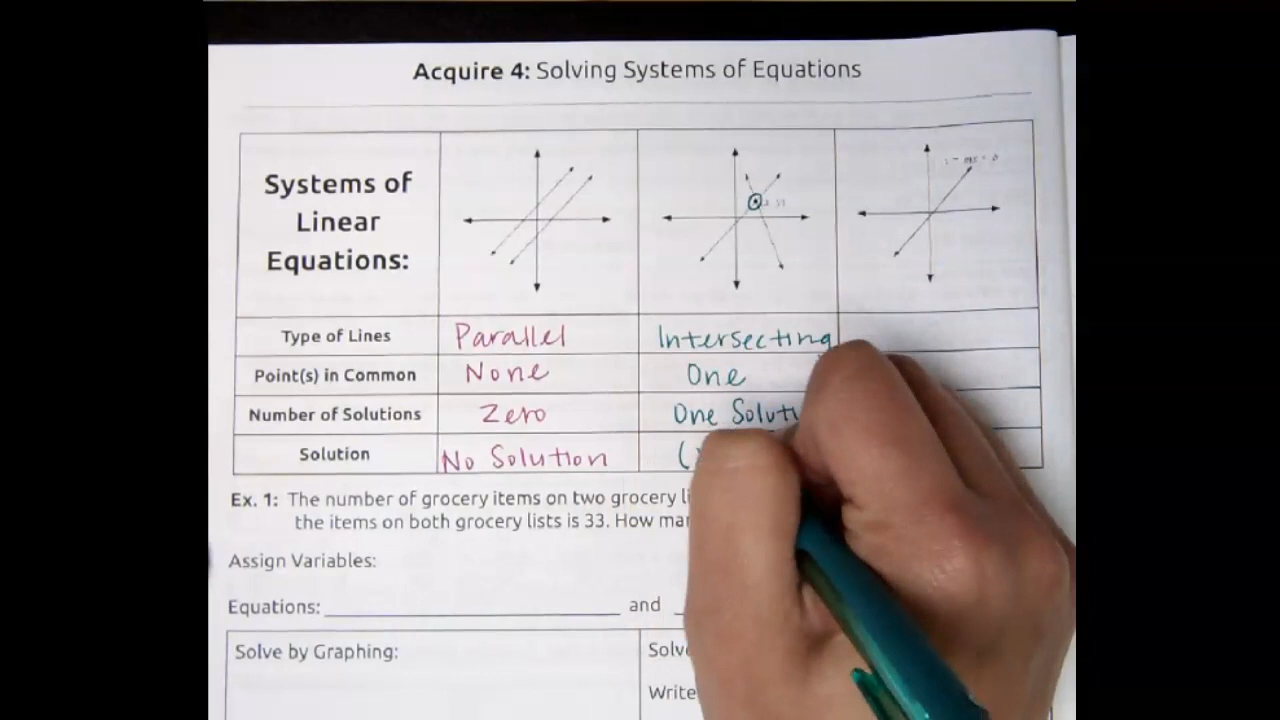 Acquire 4: Solving Systems of Equations
Systems of
Linear
Equations:
Type of Lines Parallel Intersecting
Point(s) in Common None One
Number of Solutions Zero One Soluti
Solution No Solution (
Ex. 1: The number of grocery items on two grocery li
the items on both grocery lists is 33. How mar
Assign Variables:
Equations: and
Solve by Graphing: Solve
Write